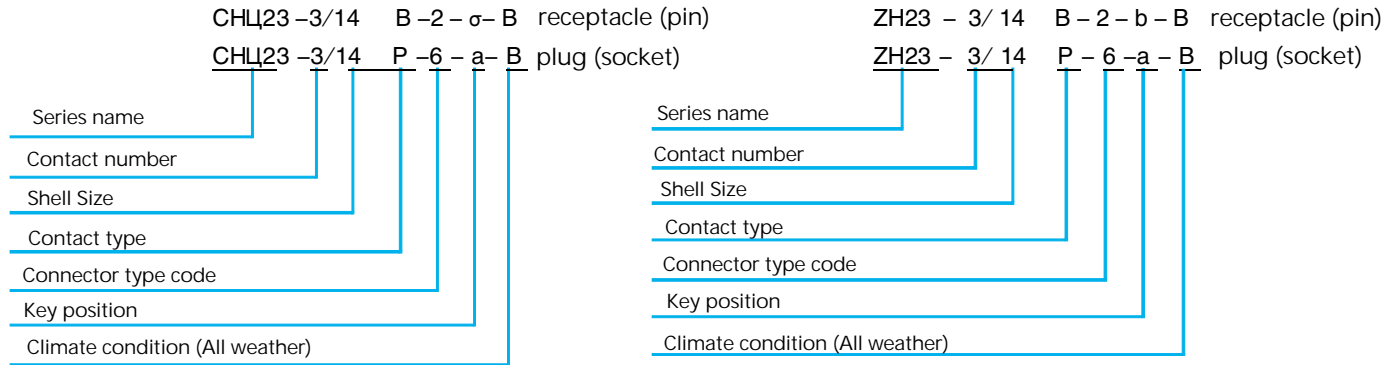 СНЦ23 –3/14 В –2 – σ– В receptacle (pin)
СНЦ23 –3/14 Р –6 – а– В plug (socket)
Series name
Contact number
Shell Size
Contact type
Connector type code
Key position
Climate condition (All weather)
ZH23 – 3/ 14 B – 2 – b – B receptacle (pin)
ZH23 – 3/ 14 P – 6 –a – B plug (socket)
Series name
Contact number
Shell Size
Contact type
Connector type code
Key position
Climate condition (All weather)